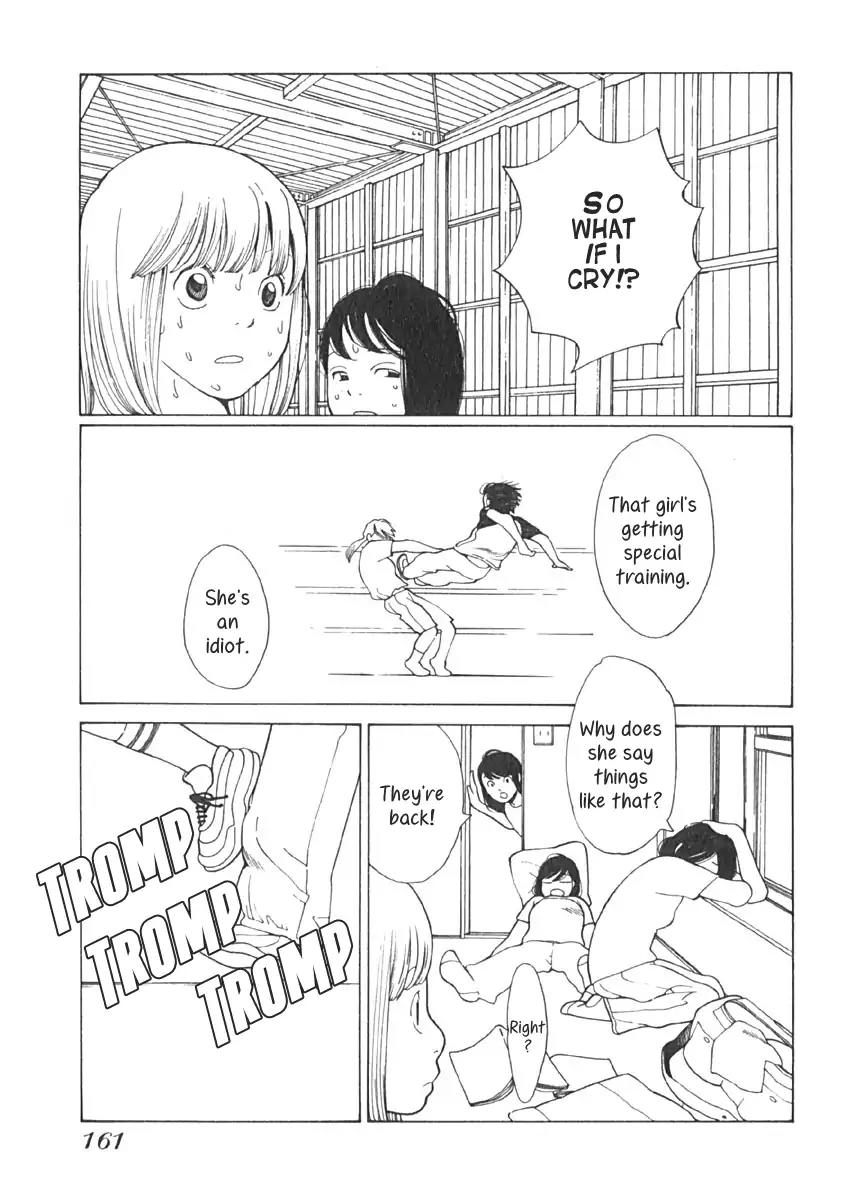 SO
WHAT
IF I
CRY!?
That girl's
getting
special
training.
She's
an
idiot.
Why does
she say
things
like that?
They're
back!
Right
?
TROMP
TROMP
TROMP
161